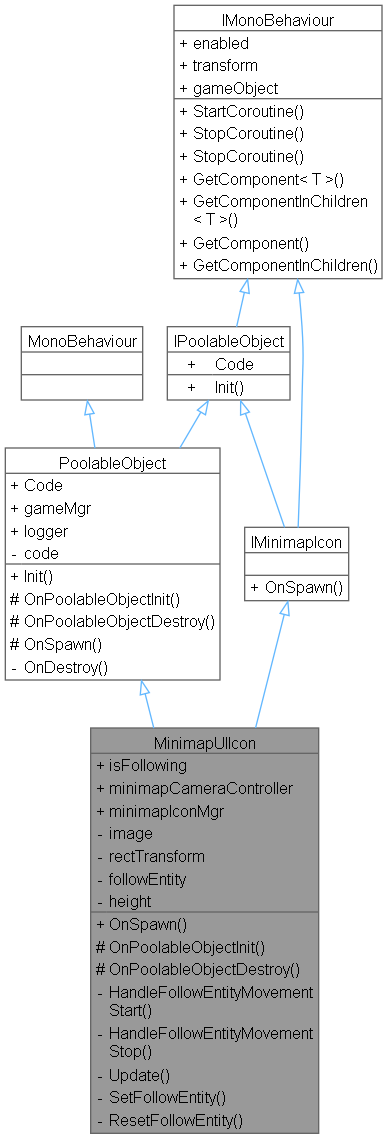 IMonoBehaviour
+ enabled
+ transform
+ gameObject
+ StartCoroutine()
+ StopCoroutine()
+ StopCoroutine()
+ GetComponent< T >()
+ GetComponentInChildren
< T >()
+ GetComponent()
+ GetComponentInChildren()
MonoBehaviour
IPoolableObject
+ Code
+ Init()
PoolableObject
+ Code
+ gameMgr
+ logger
- code
+ Init()
# OnPoolableObjectInit()
# OnPoolableObjectDestroy()
# OnSpawn()
- OnDestroy()
IMinimapIcon
+ OnSpawn()
MinimapUIIcon
+ isFollowing
+ minimapCameraController
+ minimapIconMgr
- image
- rectTransform
- followEntity
- height
+ OnSpawn()
# OnPoolableObjectInit()
# OnPoolableObjectDestroy()
- HandleFollowEntityMovement
Start()
- HandleFollowEntityMovement
Stop()
- Update()
- SetFollowEntity()
- ResetFollowEntity()